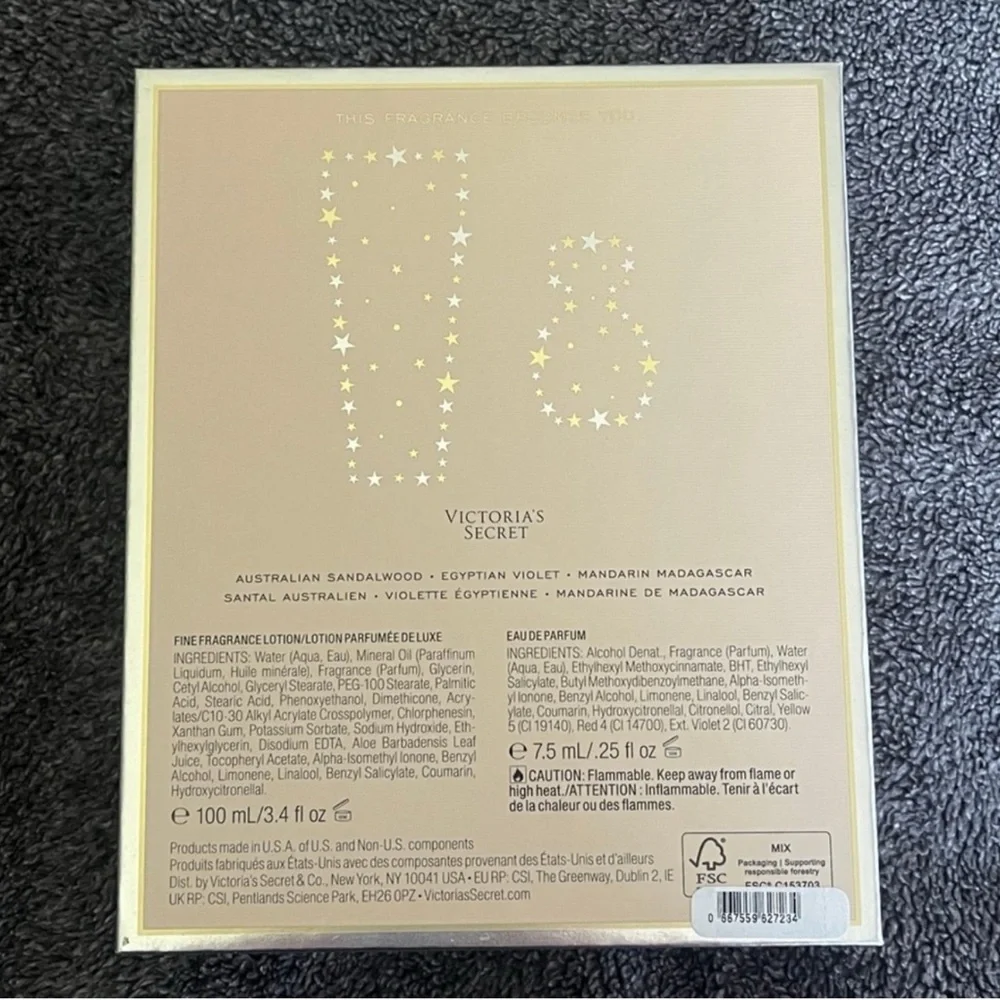 THIS FRAGRANCE BECOMES YOU
VICTORIA'S
SECRET
AUSTRALIAN SANDALWOOD • EGYPTIAN VIOLET • MANDARIN MADAGASCAR
SANTAL AUSTRALIEN • VIOLETTE ÉGYPTIENNE • MANDARINE DE MADAGASCAR
FINE FRAGRANCE LOTION/LOTION PARFUMÉE DE LUXE
INGREDIENTS: Water (Aqua, Eau), Mineral Oil (Paraffinum
Liquidum, Huile minérale), Fragrance (Parfum), Glycerin,
Cetyl Alcohol, Glyceryl Stearate, PEG-100 Stearate, Palmitic
Acid, Stearic Acid, Phenoxyethanol, Dimethicone, Acry-
lates/C10-30 Alkyl Acrylate Crosspolymer, Chlorphenesin,
Xanthan Gum, Potassium Sorbate, Sodium Hydroxide, Eth-
ylhexylglycerin, Disodium EDTA, Aloe Barbadensis Leaf
Juice, Tocopheryl Acetate, Alpha-Isomethyl Ionone, Benzyl
Alcohol, Limonene, Linalool, Benzyl Salicylate, Coumarin,
Hydroxycitronellal.
℮ 100 mL/3.4 fl oz
EAU DE PARFUM
INGREDIENTS: Alcohol Denat., Fragrance (Parfum), Water
(Aqua, Eau), Ethylhexyl Methoxycinnamate, BHT, Ethylhexyl
Salicylate, Butyl Methoxydibenzoylmethane, Alpha-Isometh-
yl Ionone, Benzyl Alcohol, Limonene, Linalool, Benzyl Salic-
ylate, Coumarin, Hydroxycitronellal, Citronellol, Citral, Yellow
5 (CI 19140), Red 4 (CI 14700), Ext. Violet 2 (CI 60730).
℮ 7.5 mL/.25 fl oz
CAUTION: Flammable. Keep away from flame or
high heat./ATTENTION : Inflammable. Tenir à l'écart
de la chaleur ou des flammes.
Products made in U.S.A. of U.S. and Non-U.S. components
Produits fabriqués aux États-Unis avec des composantes provenant des États-Unis et d'ailleurs
Dist. by Victoria's Secret & Co., New York, NY 10041 USA • EU RP: CSI, The Greenway, Dublin 2, IE
UK RP: CSI, Pentlands Science Park, EH26 0PZ • VictoriasSecret.com
FSC
MIX
Packaging | Supporting
responsible forestry
FSC® C153703
0 667559 627234